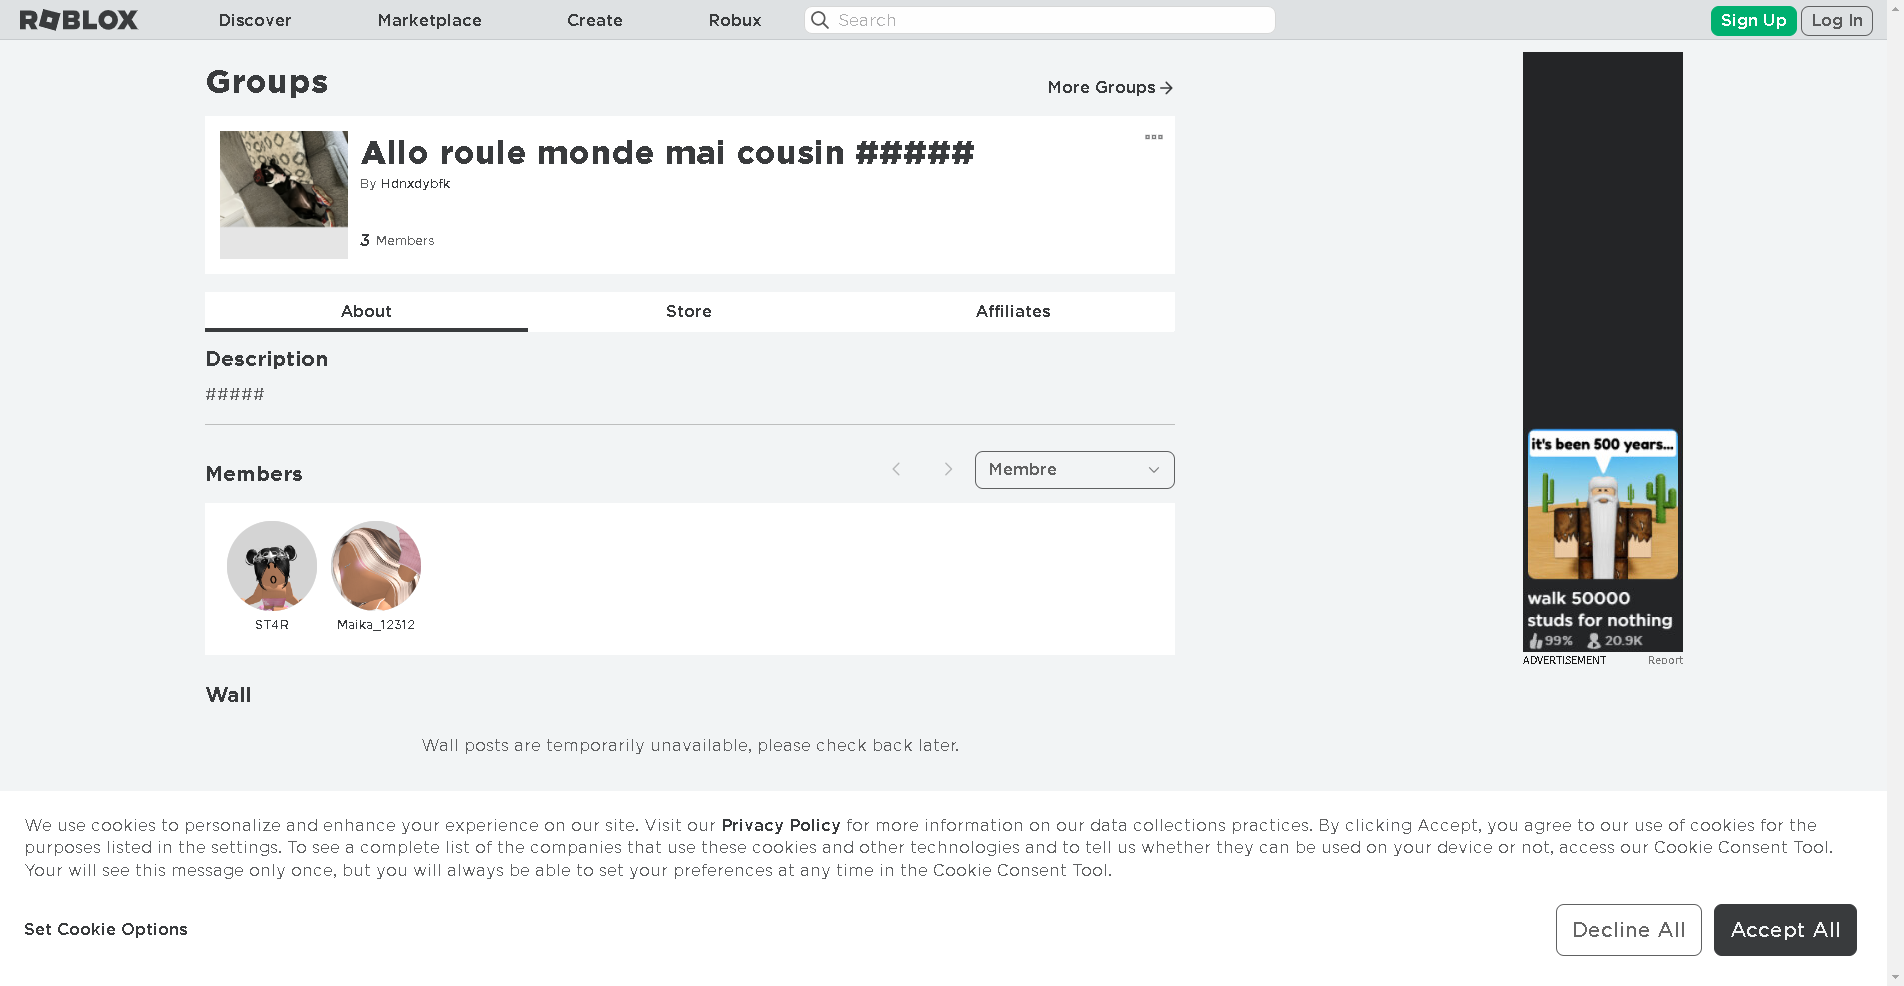 ROBLOX
Discover
Marketplace
Create
Robux
Search
Sign Up
Log In
Groups
More Groups
Allo roule monde mai cousin #####
By Hdnxdybfk
3 Members
About
Store
Affiliates
Description
#####
Members
Membre
ST4R
Maika_12312
Wall
Wall posts are temporarily unavailable, please check back later.
it's been 500 years...
walk 50000
studs for nothing
99% 20.9K
ADVERTISEMENT
Report
We use cookies to personalize and enhance your experience on our site. Visit our Privacy Policy for more information on our data collections practices. By clicking Accept, you agree to our use of cookies for the
purposes listed in the settings. To see a complete list of the companies that use these cookies and other technologies and to tell us whether they can be used on your device or not, access our Cookie Consent Tool.
Your will see this message only once, but you will always be able to set your preferences at any time in the Cookie Consent Tool.
Set Cookie Options
Decline All
Accept All